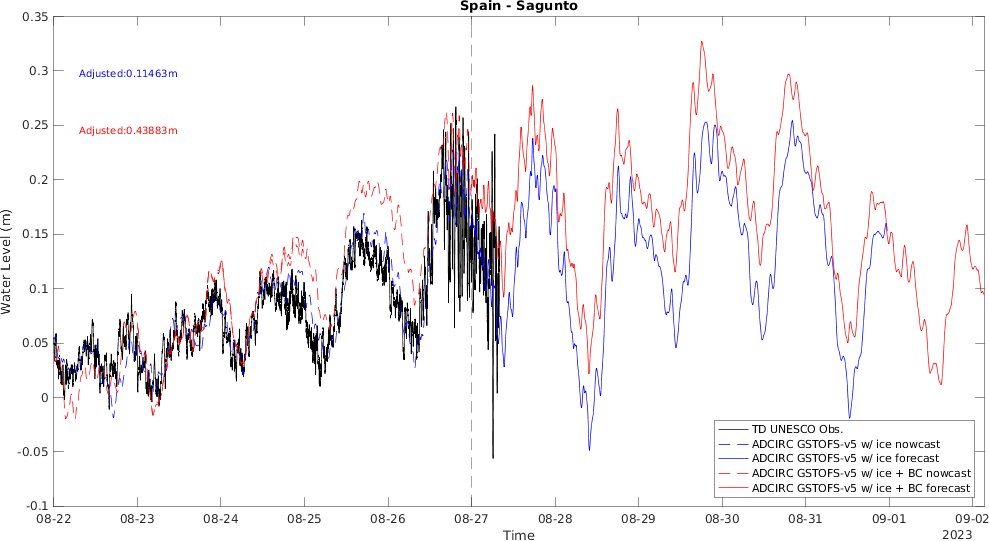 Spain - Sagunto
0.35
0.3
0.25
0.2
0.15
0.1
0.05
0
-0.05
-0.1
Water Level (m)
Adjusted:0.11463m
Adjusted:0.43883m
TD UNESCO Obs.
ADCIRC GSTOFS-v5 w/ ice nowcast
ADCIRC GSTOFS-v5 w/ ice forecast
ADCIRC GSTOFS-v5 w/ ice + BC nowcast
ADCIRC GSTOFS-v5 w/ ice + BC forecast
08-22 08-23 08-24 08-25 08-26 08-27 08-28 08-29 08-30 08-31 09-01 09-02
Time
2023